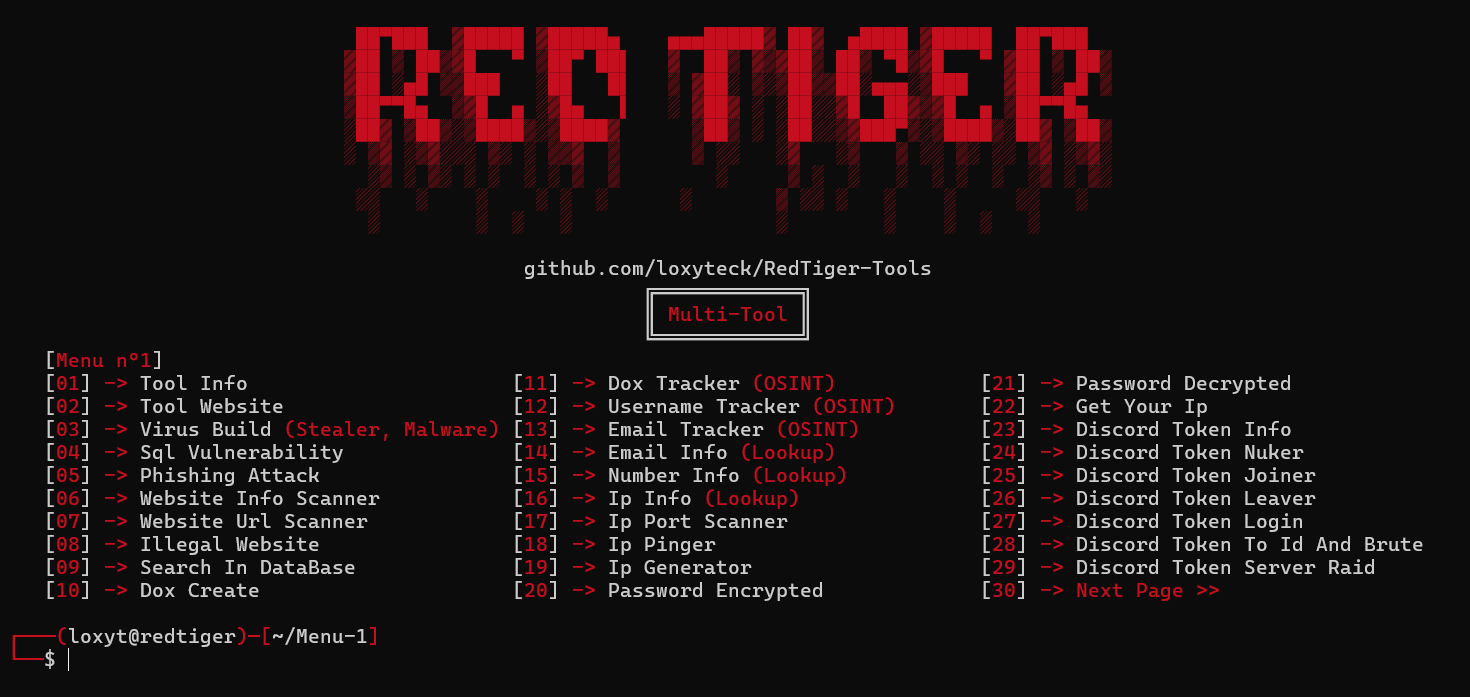 RED TIGER
github.com/loxyteck/RedTiger-Tools
Multi-Tool
[Menu n°1]
[01] -> Tool Info [11] -> Dox Tracker (OSINT) [21] -> Password Decrypted
[02] -> Tool Website [12] -> Username Tracker (OSINT) [22] -> Get Your Ip
[03] -> Virus Build (Stealer, Malware) [13] -> Email Tracker (OSINT) [23] -> Discord Token Info
[04] -> Sql Vulnerability [14] -> Email Info (Lookup) [24] -> Discord Token Nuker
[05] -> Phishing Attack [15] -> Number Info (Lookup) [25] -> Discord Token Joiner
[06] -> Website Info Scanner [16] -> Ip Info (Lookup) [26] -> Discord Token Leaver
[07] -> Website Url Scanner [17] -> Ip Port Scanner [27] -> Discord Token Login
[08] -> Illegal Website [18] -> Ip Pinger [28] -> Discord Token To Id And Brute
[09] -> Search In DataBase [19] -> Ip Generator [29] -> Discord Token Server Raid
[10] -> Dox Create [20] -> Password Encrypted [30] -> Next Page >>
(loxyt@redtiger)-[~/Menu-1]
$